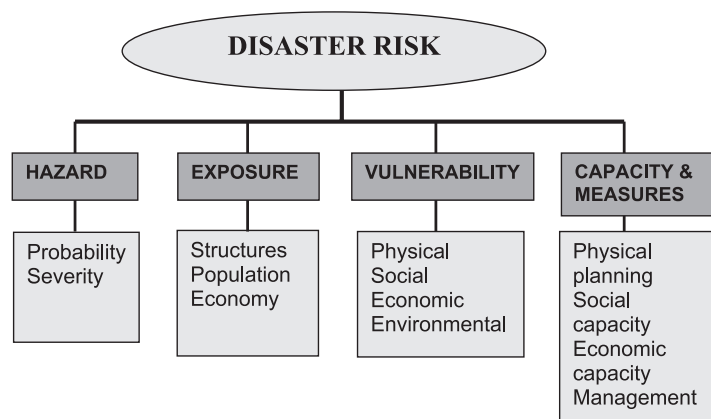 DISASTER RISK
HAZARD
Probability
Severity
EXPOSURE
Structures
Population
Economy
VULNERABILITY
Physical
Social
Economic
Environmental
CAPACITY &
MEASURES
Physical
planning
Social
capacity
Economic
capacity
Management